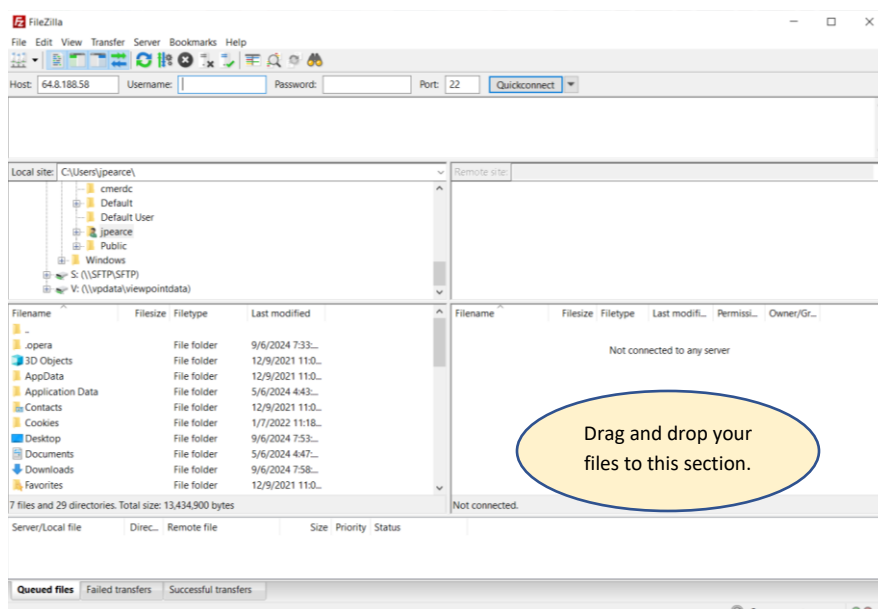 FileZilla
File Edit View Transfer Server Bookmarks Help
Host: 64.8.188.58 Username: Password: Port: 22 Quickconnect
Local site: C:\Users\jpearce\
Remote site:
cmerdc
Default
Default User
jpearce
Public
Windows
S: (\\SFTP\SFTP)
V: (\\vpdata\viewpointdata)
Filename Filesize Filetype Last modified
Filename Filesize Filetype Last modifi... Permissi... Owner/Gr...
..
.opera File folder 9/6/2024 7:33:...
3D Objects File folder 12/9/2021 11:0...
AppData File folder 12/9/2021 11:0...
Application Data File folder 5/6/2024 4:43:...
Contacts File folder 12/9/2021 11:0...
Cookies File folder 1/7/2022 11:18...
Desktop File folder 9/6/2024 7:53:...
Documents File folder 5/6/2024 4:47:...
Downloads File folder 9/6/2024 7:58:...
Favorites File folder 12/9/2021 11:0...
Not connected to any server
Drag and drop your
files to this section.
7 files and 29 directories. Total size: 13,434,900 bytes
Not connected.
Server/Local file Direc... Remote file Size Priority Status
Queued files Failed transfers Successful transfers